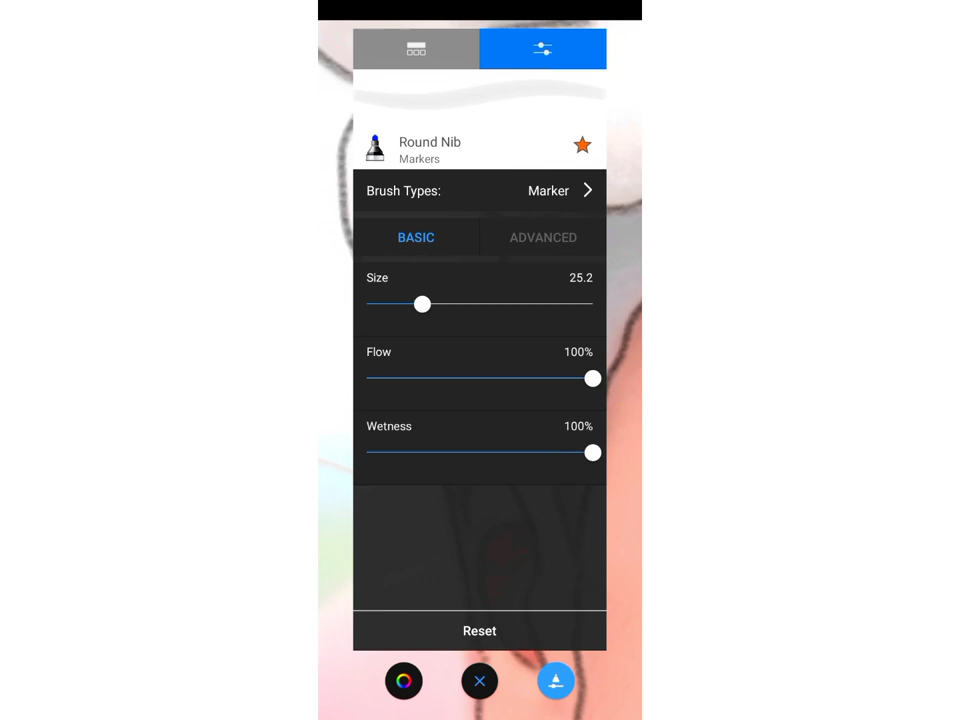 Round Nib
Markers
Brush Types: Marker
BASIC ADVANCED
Size 25.2
Flow 100%
Wetness 100%
Reset